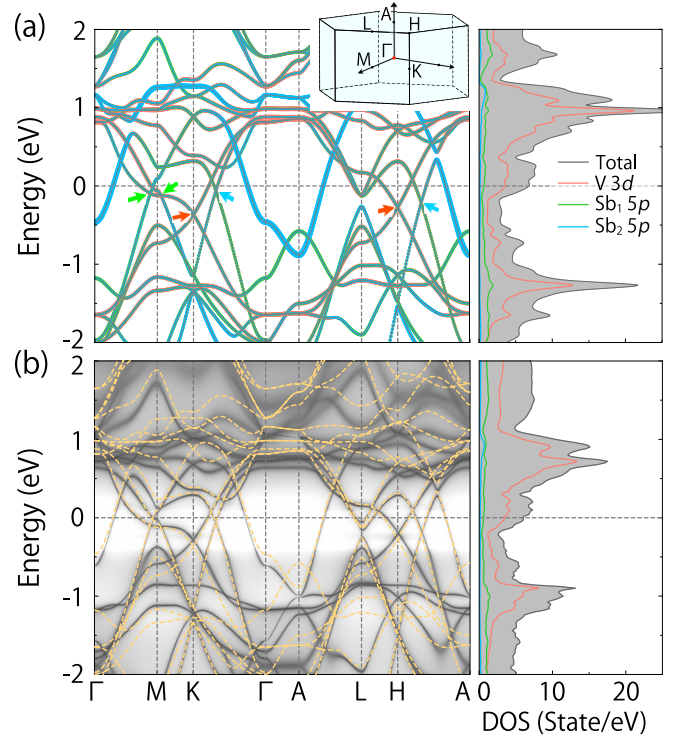 (a)
A
L
H
Γ
M
K
Energy (eV)
2
1
0
-1
-2
Total
V 3d
Sb₁ 5p
Sb₂ 5p
(b)
Energy (eV)
2
1
0
-1
-2
Γ
M
K
Γ
A
L
H
A
0
10
20
DOS (State/eV)